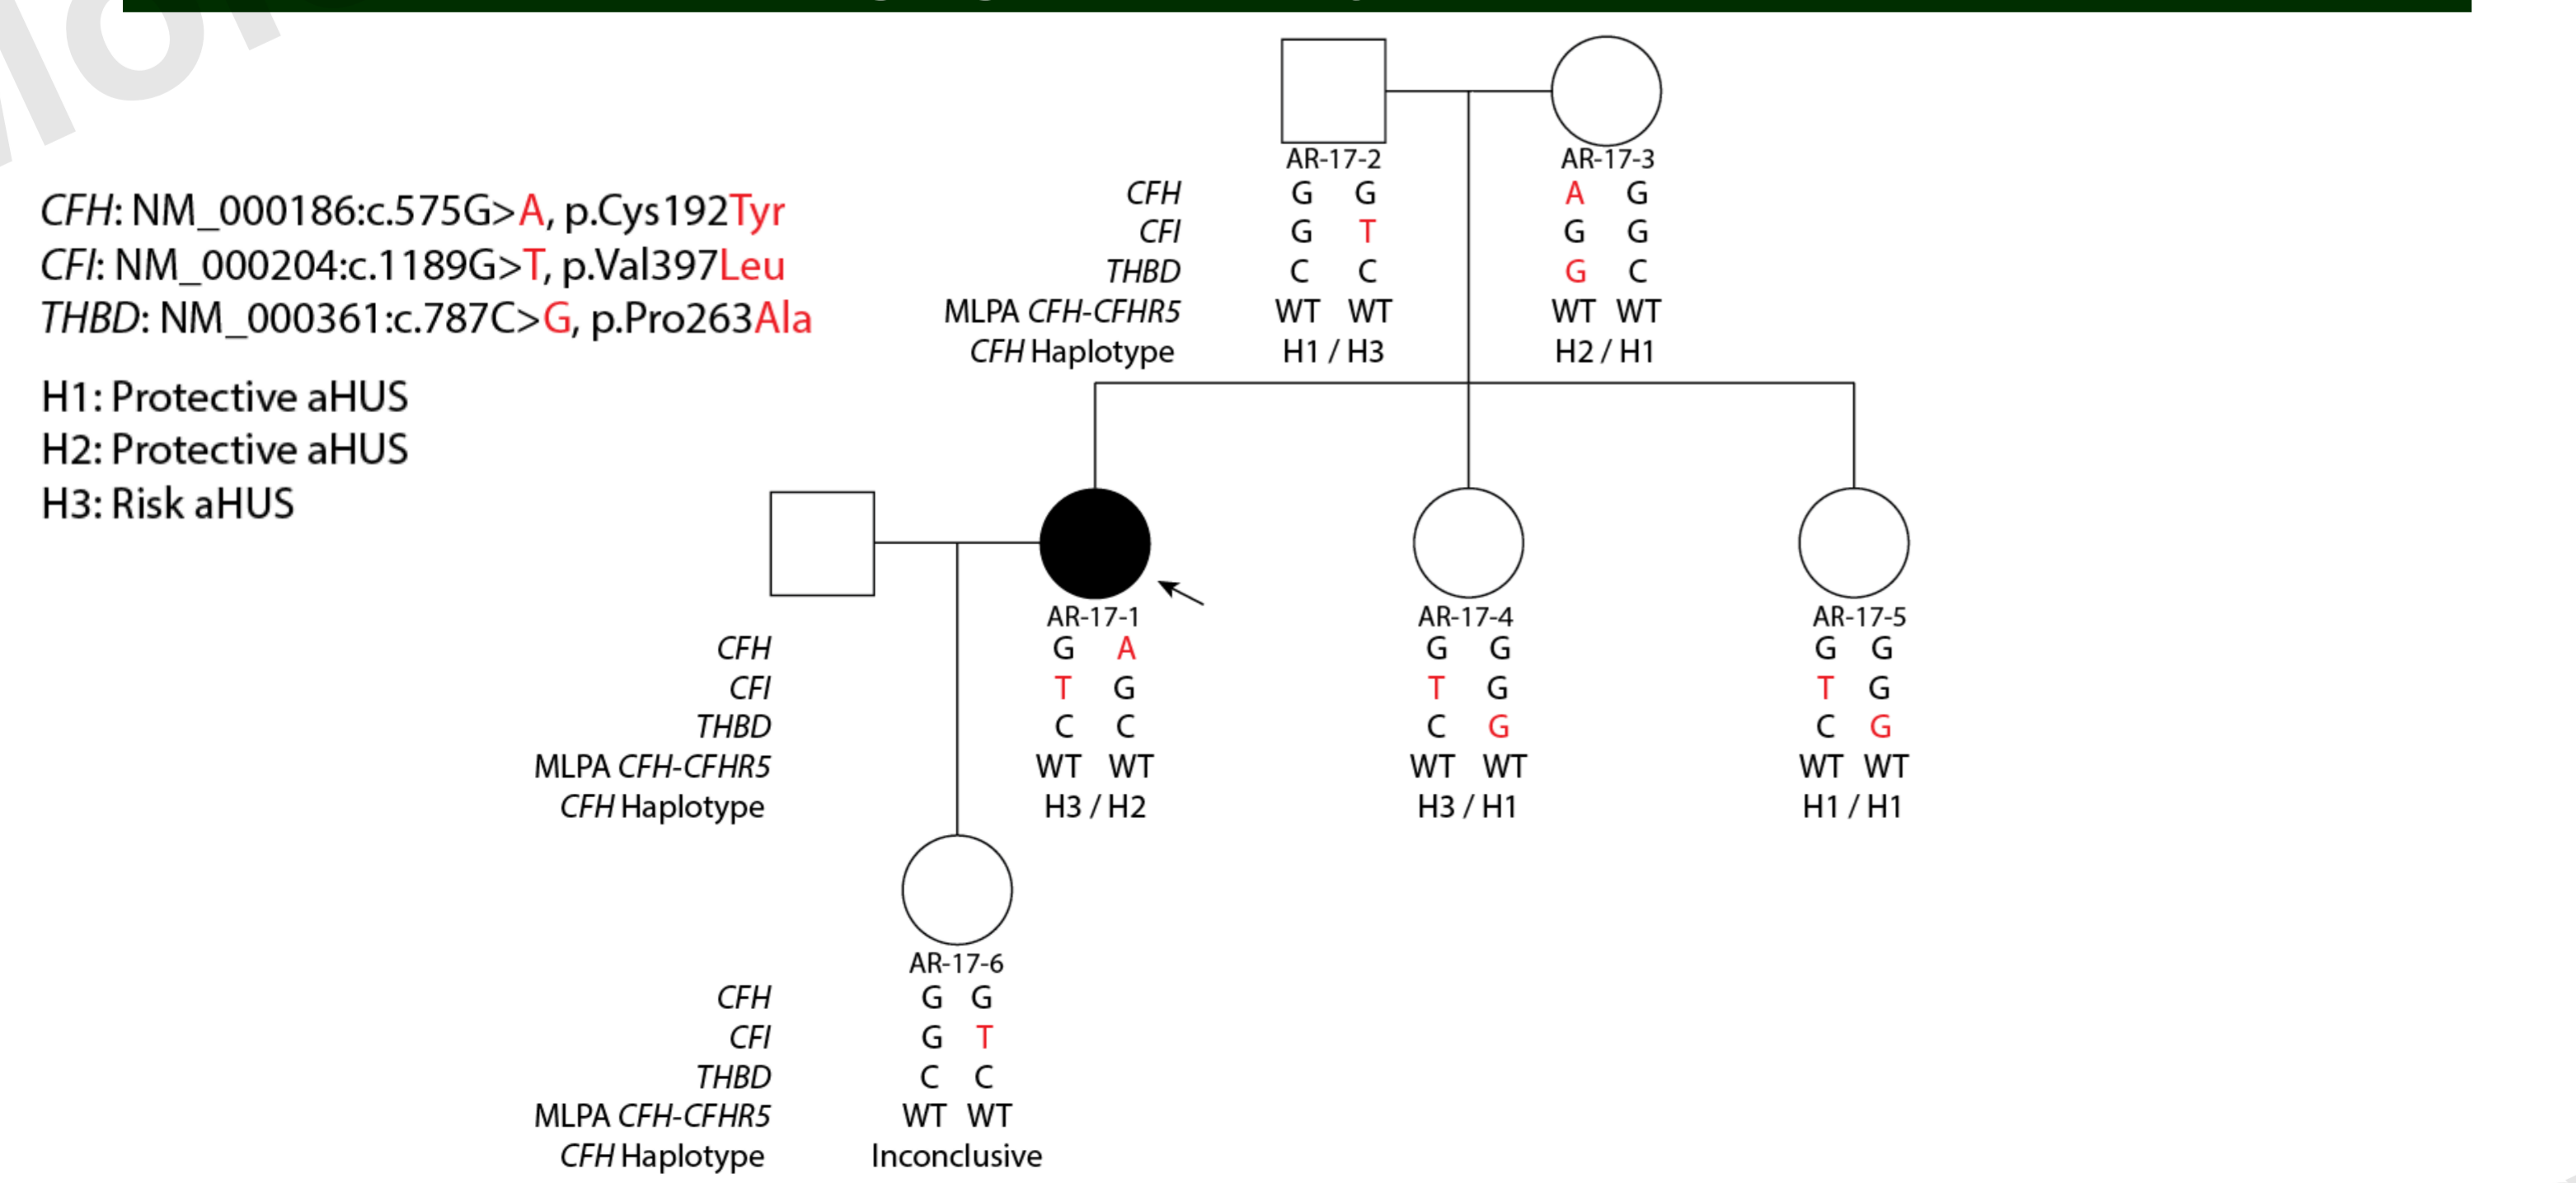 CFH: NM_000186:c.575G>A, p.Cys192Tyr
CFI: NM_000204:c.1189G>T, p.Val397Leu
THBD: NM_000361:c.787C>G, p.Pro263Ala
H1: Protective aHUS
H2: Protective aHUS
H3: Risk aHUS
AR-17-2 AR-17-3
CFH G G A G
CFI G T G G
THBD C C G C
MLPA CFH-CFHR5 WT WT WT WT
CFH Haplotype H1 / H3 H2 / H1
AR-17-1 AR-17-4 AR-17-5
CFH G A G G G G
CFI T G T G T G
THBD C C C G C G
MLPA CFH-CFHR5 WT WT WT WT WT WT
CFH Haplotype H3 / H2 H3 / H1 H1 / H1
AR-17-6
CFH G G
CFI G T
THBD C C
MLPA CFH-CFHR5 WT WT
CFH Haplotype Inconclusive